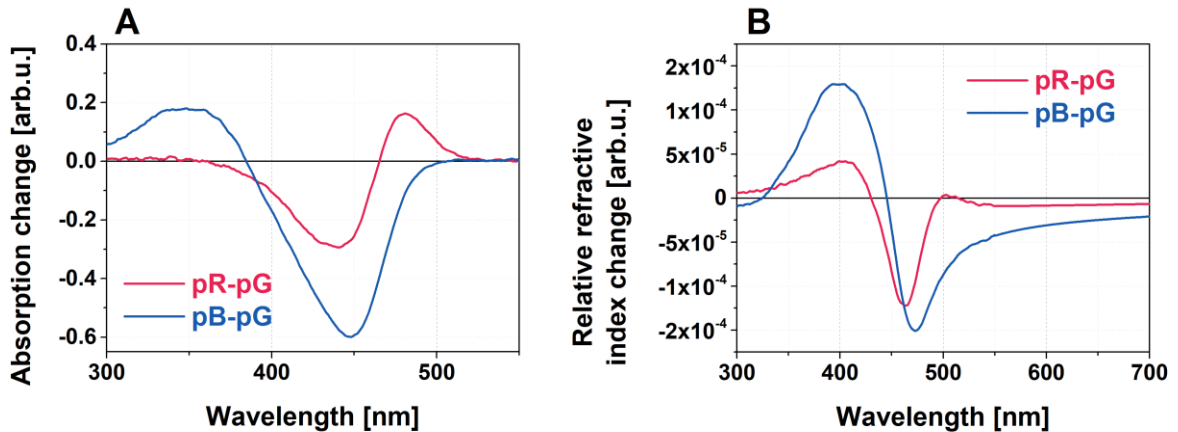 A
Absorption change [arb.u.]
0.4
0.2
0.0
-0.2
-0.4
-0.6
pR-pG
pB-pG
300
400
500
Wavelength [nm]
B
Relative refractive
index change [arb.u.]
2x10⁻⁴
1x10⁻⁴
5x10⁻⁵
0
-5x10⁻⁵
-1x10⁻⁴
-2x10⁻⁴
pR-pG
pB-pG
300
400
500
600
700
Wavelength [nm]